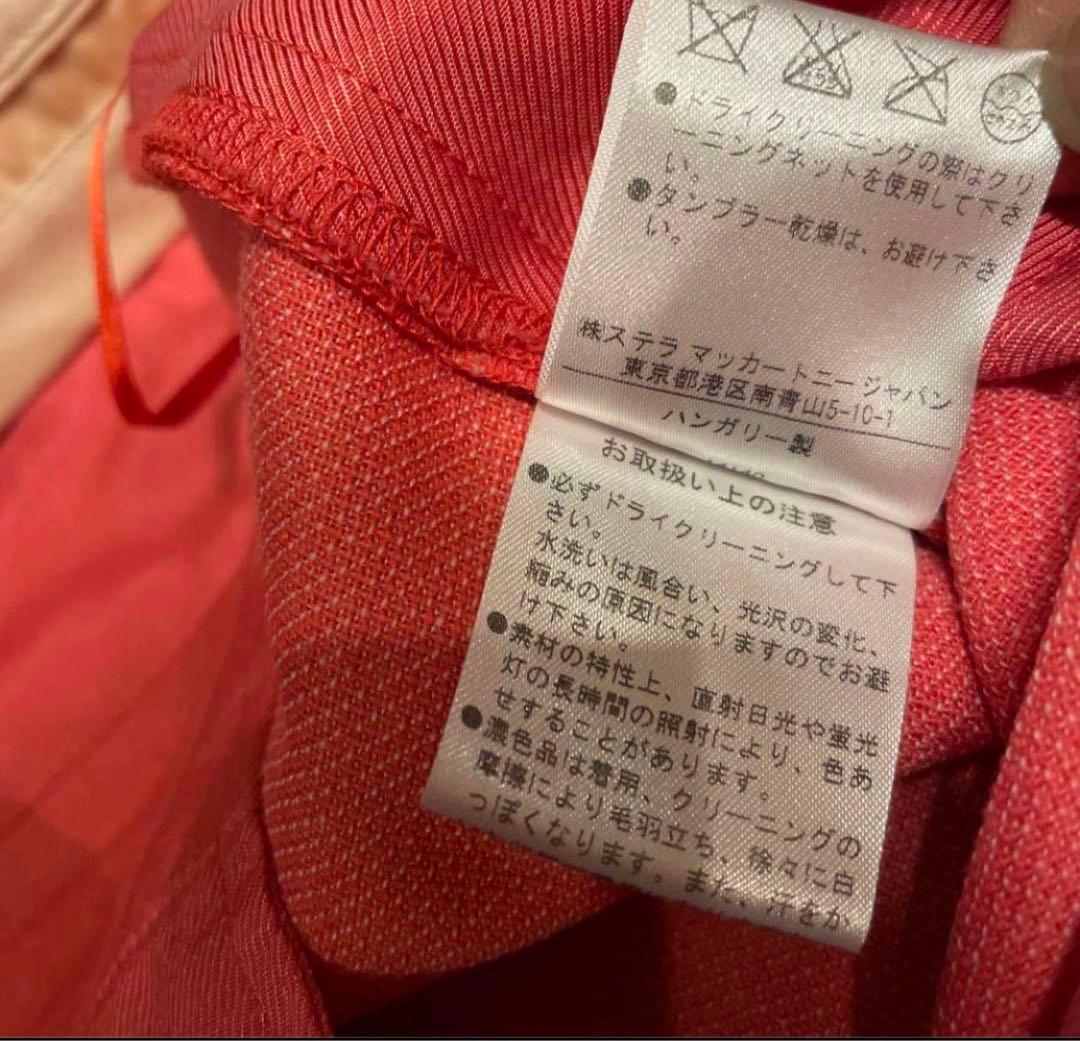 ●ドライクリーニングの際はクリ
ーニングネットを使用して下さ
い。
●タンブラー乾燥は、お避け下さ
い。
㈱ステラ マッカートニー ジャパン
東京都港区南青山5-10-1
ハンガリー製
お取扱い上の注意
●必ずドライクリーニングして下
さい。
水洗いは風合い、光沢の変化、
縮みの原因になりますのでお避
け下さい。
●素材の特性上、直射日光や蛍光
灯の長時間の照射により、色あ
せすることがあります。
●濃色品は着用、クリーニングの
摩擦により毛羽立ち、徐々に白
っぽくなります。また、汗をか